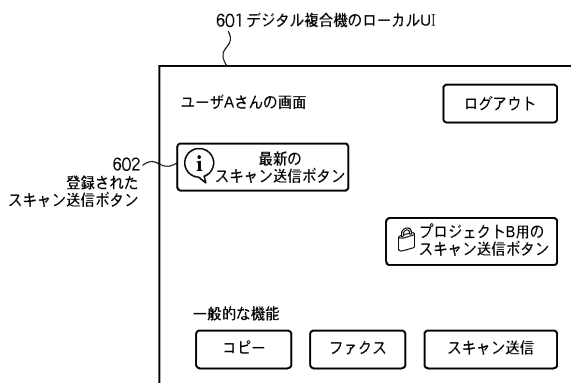 601 デジタル複合機のローカルUI
ユーザAさんの画面
ログアウト
602
登録された
スキャン送信ボタン
i
最新の
スキャン送信ボタン
プロジェクトB用の
スキャン送信ボタン
一般的な機能
コピー
ファクス
スキャン送信